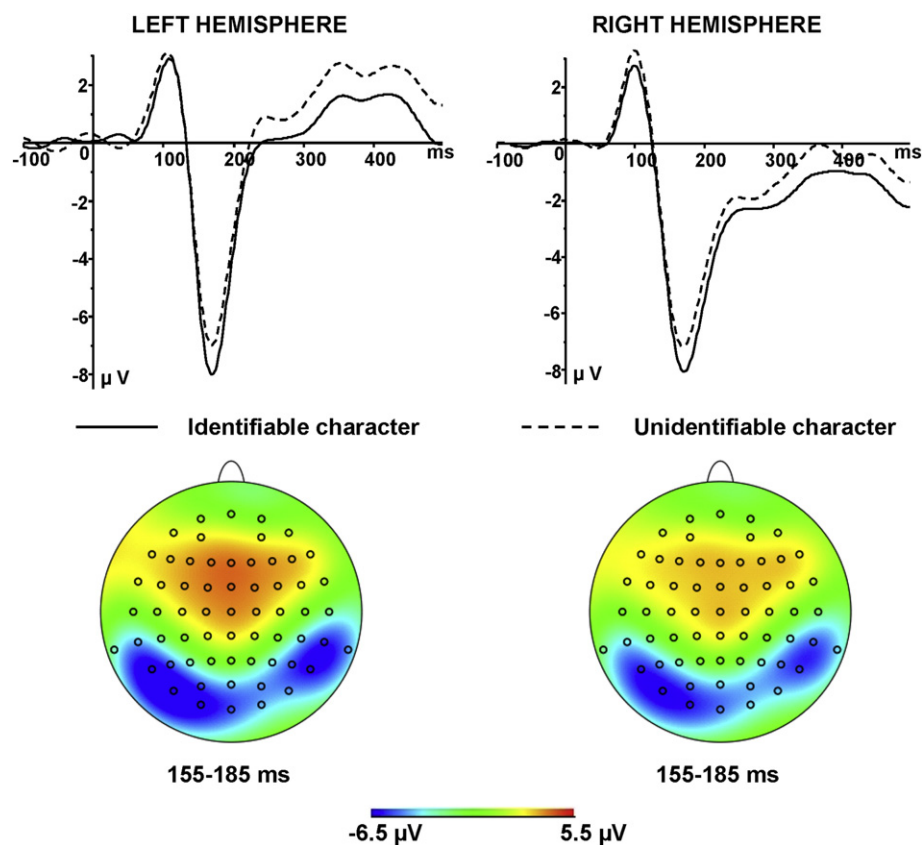 LEFT HEMISPHERE RIGHT HEMISPHERE
2 2
ms ms
-100 0 100 200 300 400 -100 0 100 200 300 400
-2 -2
-4 -4
-6 -6
-8 µ V -8 µ V
Identifiable character Unidentifiable character
155-185 ms 155-185 ms
-6.5 µV 5.5 µV